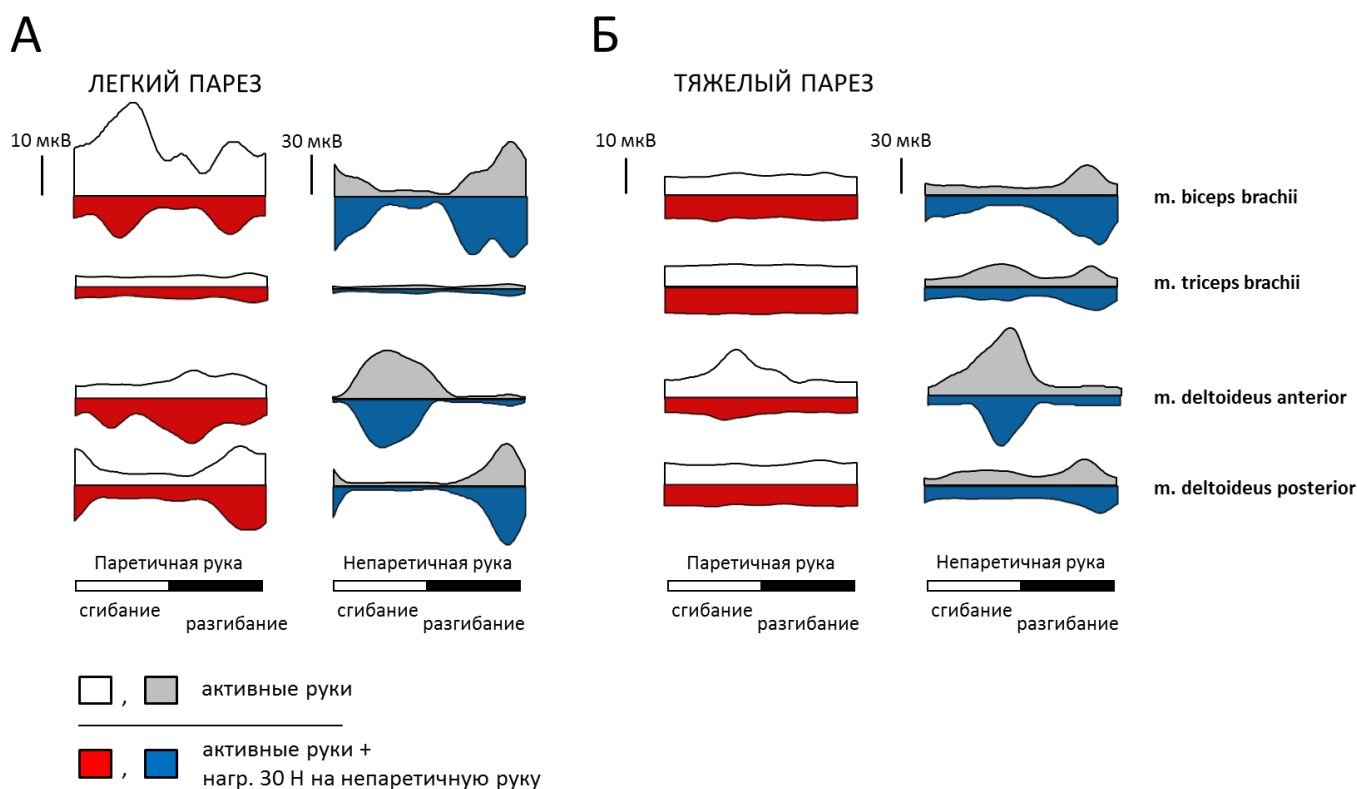 А
Б
ЛЕГКИЙ ПАРЕЗ
ТЯЖЕЛЫЙ ПАРЕЗ
10 мкВ
30 мкВ
10 мкВ
30 мкВ
m. biceps brachii
m. triceps brachii
m. deltoideus anterior
m. deltoideus posterior
Паретичная рука
Непаретичная рука
Паретичная рука
Непаретичная рука
сгибание
разгибание
сгибание
разгибание
сгибание
разгибание
сгибание
разгибание
, активные руки
, активные руки +
нагр. 30 Н на непаретичную руку